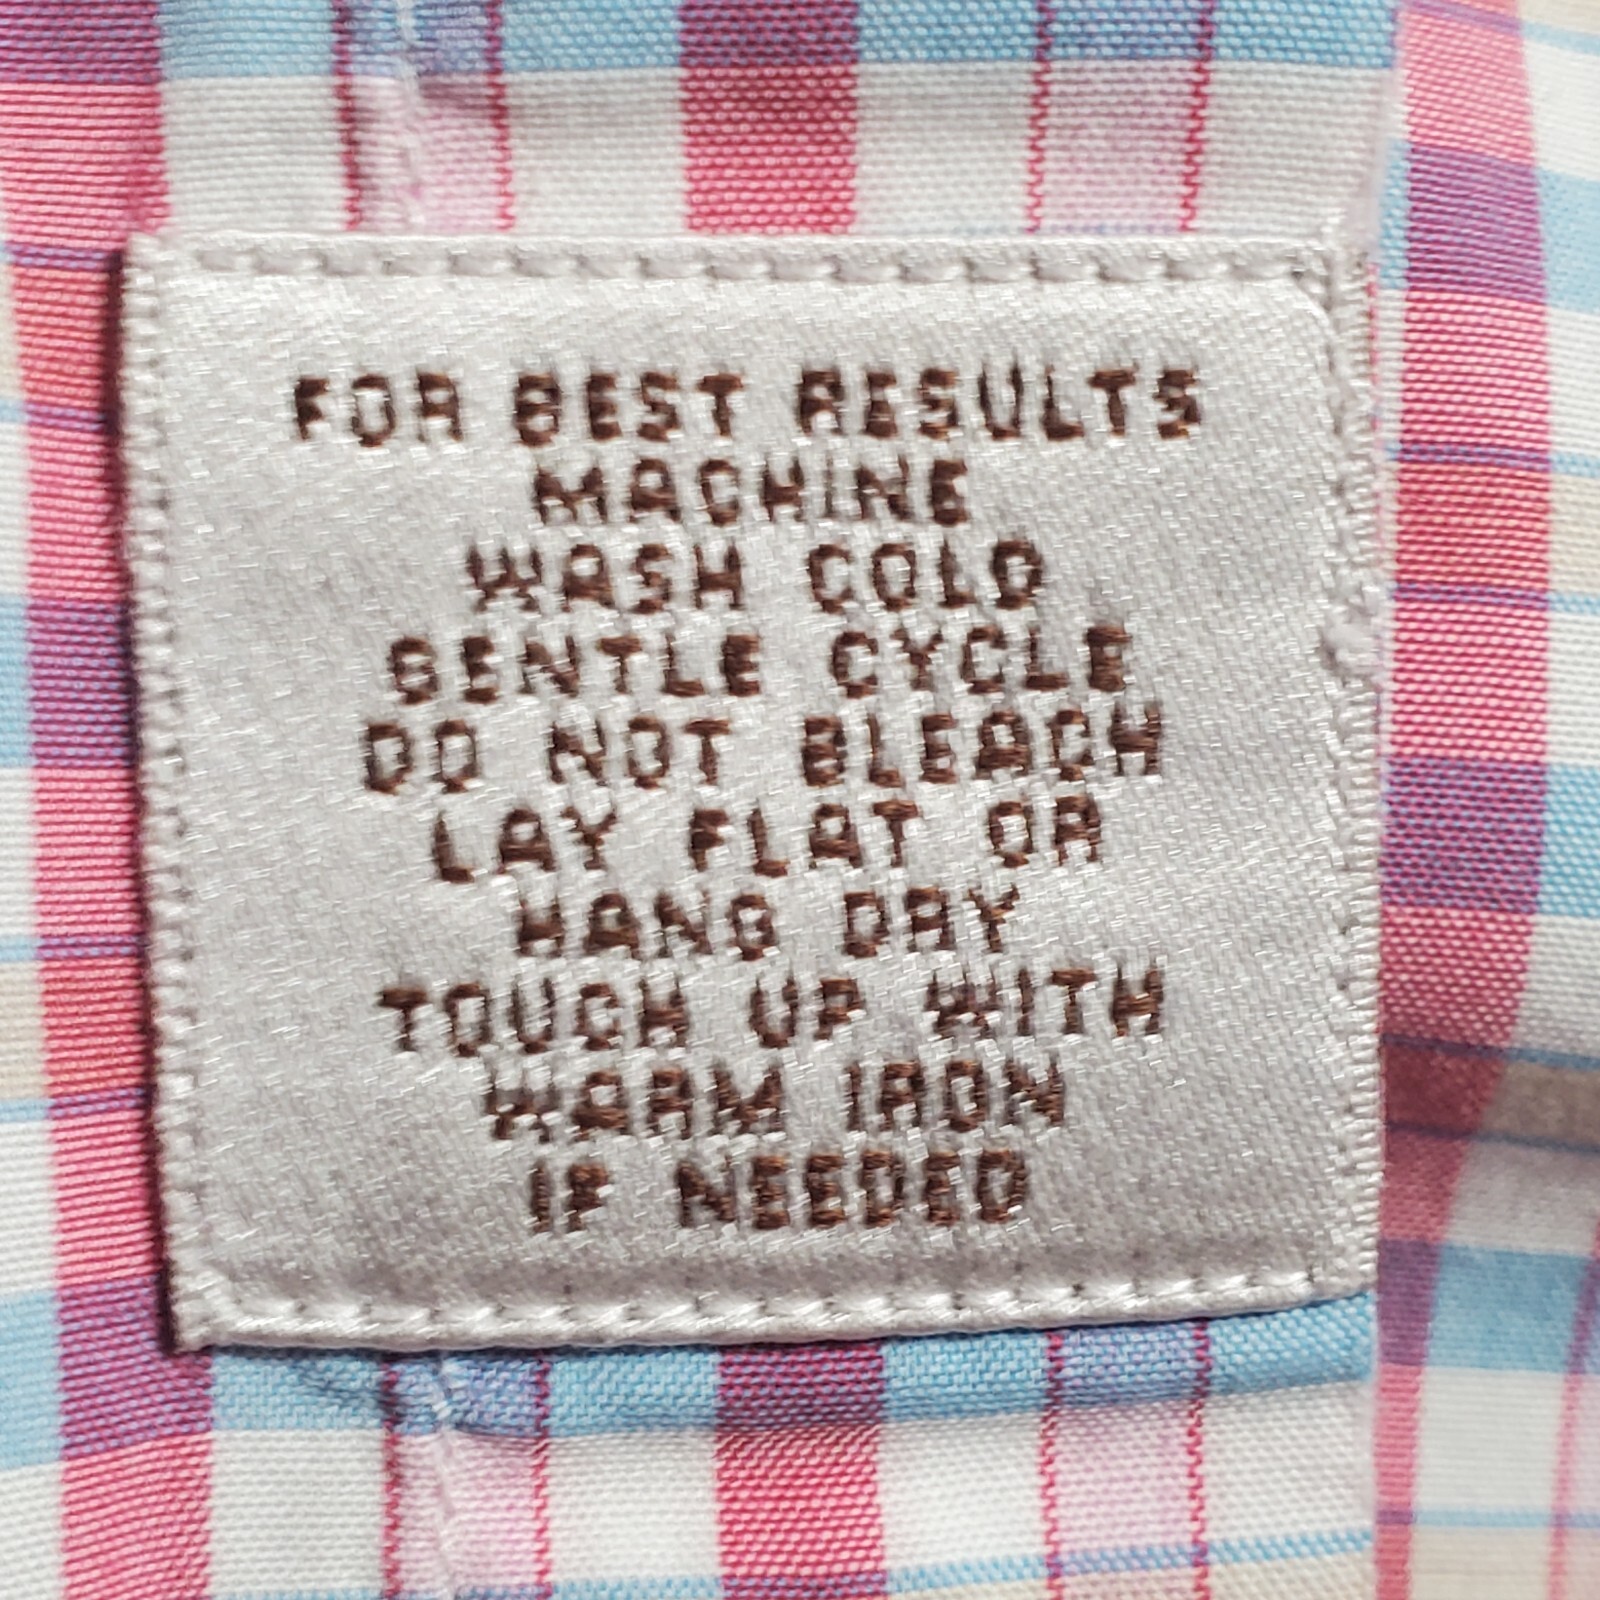 FOR BEST RESULTS
MACHINE
WASH COLD
GENTLE CYCLE
DO NOT BLEACH
LAY FLAT OR
HANG DRY
TOUCH UP WITH
WARM IRON
IF NEEDED